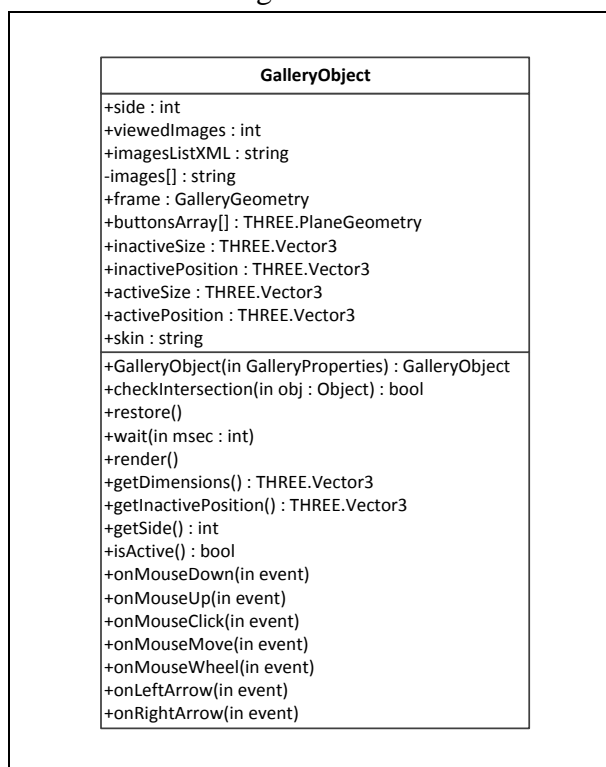 GalleryObject
+side : int
+viewedImages : int
+imagesListXML : string
-images[] : string
+frame : GalleryGeometry
+buttonsArray[] : THREE.PlaneGeometry
+inactiveSize : THREE.Vector3
+inactivePosition : THREE.Vector3
+activeSize : THREE.Vector3
+activePosition : THREE.Vector3
+skin : string
+GalleryObject(in GalleryProperties) : GalleryObject
+checkIntersection(in obj : Object) : bool
+restore()
+wait(in msec : int)
+render()
+getDimensions() : THREE.Vector3
+getInactivePosition() : THREE.Vector3
+getSide() : int
+isActive() : bool
+onMouseDown(in event)
+onMouseUp(in event)
+onMouseClick(in event)
+onMouseMove(in event)
+onMouseWheel(in event)
+onLeftArrow(in event)
+onRightArrow(in event)